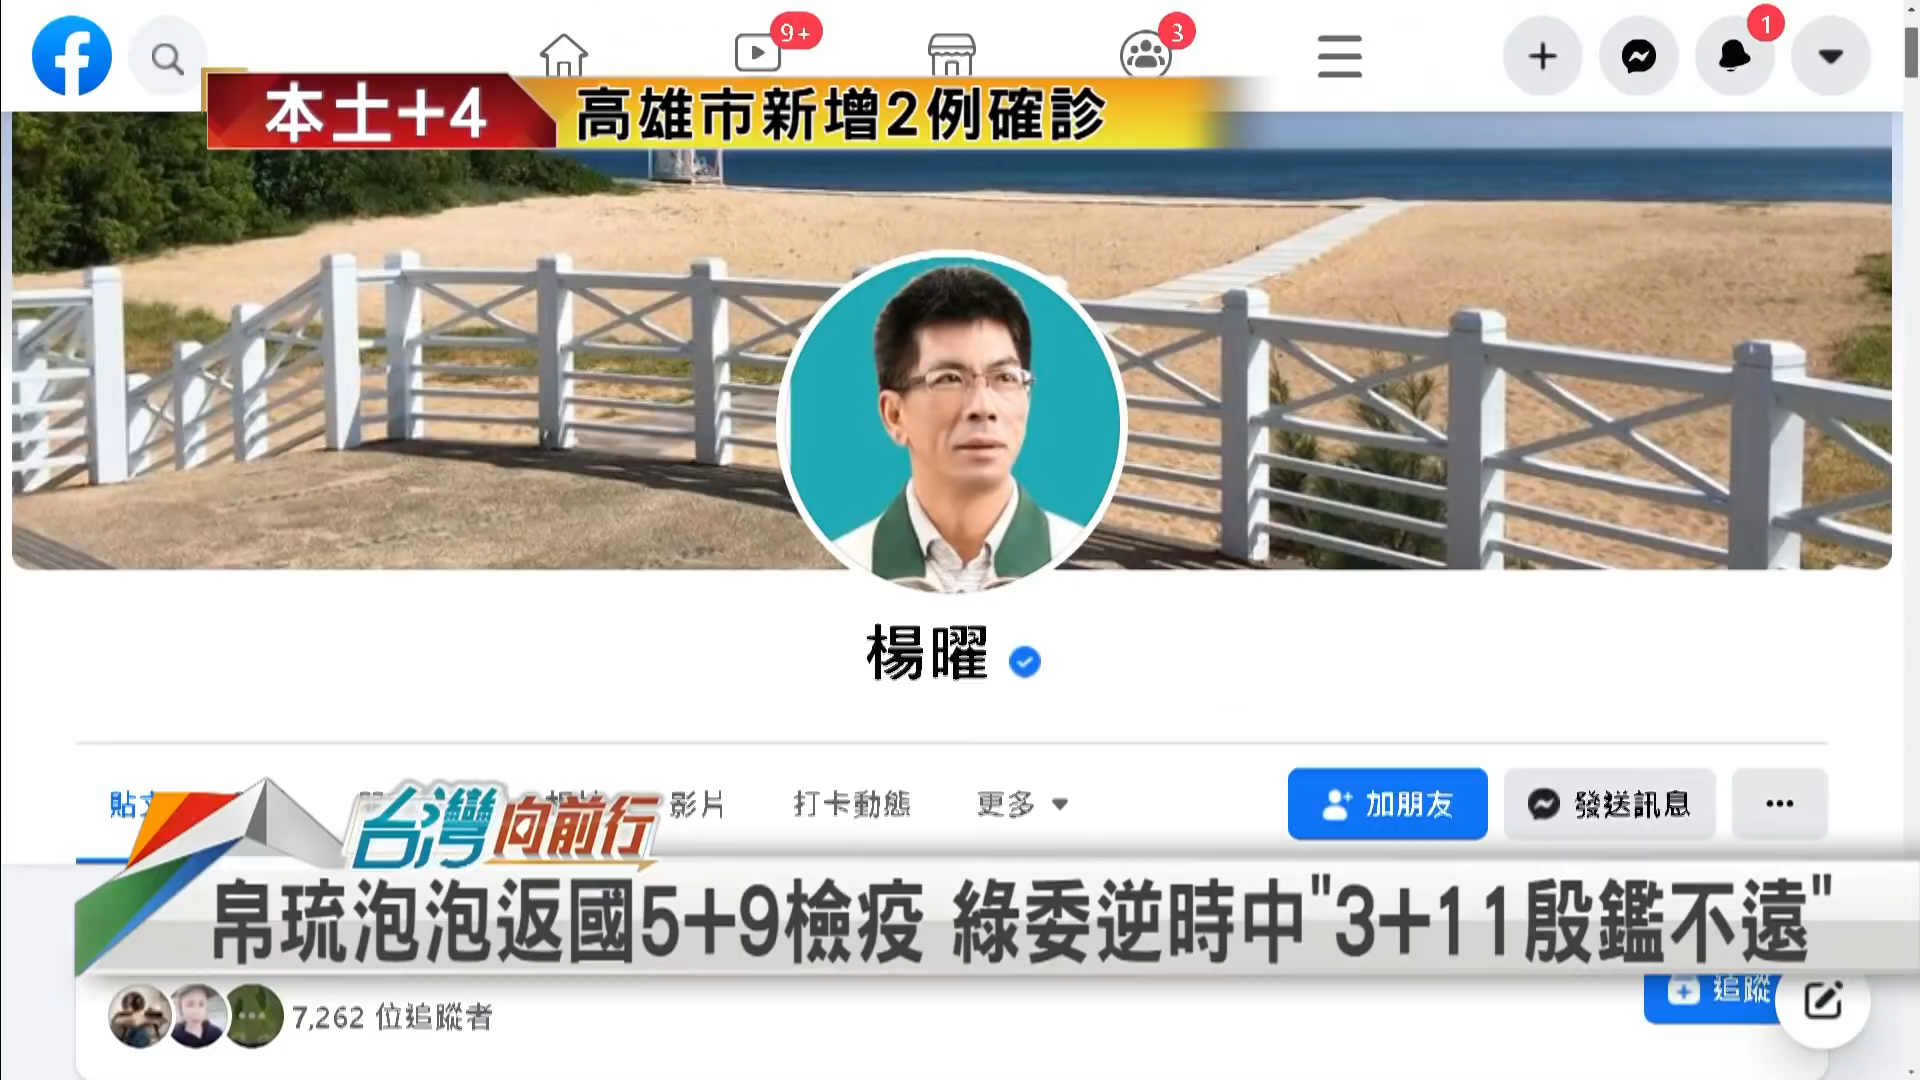 9+
3
1
本土+4 高雄市新增2例確診
楊曜
影片 打卡動態 更多
加朋友 發送訊息
台灣向前行
帛琉泡泡返國5+9檢疫 綠委逆時中"3+11殷鑑不遠"
7,262 位追蹤者
追蹤